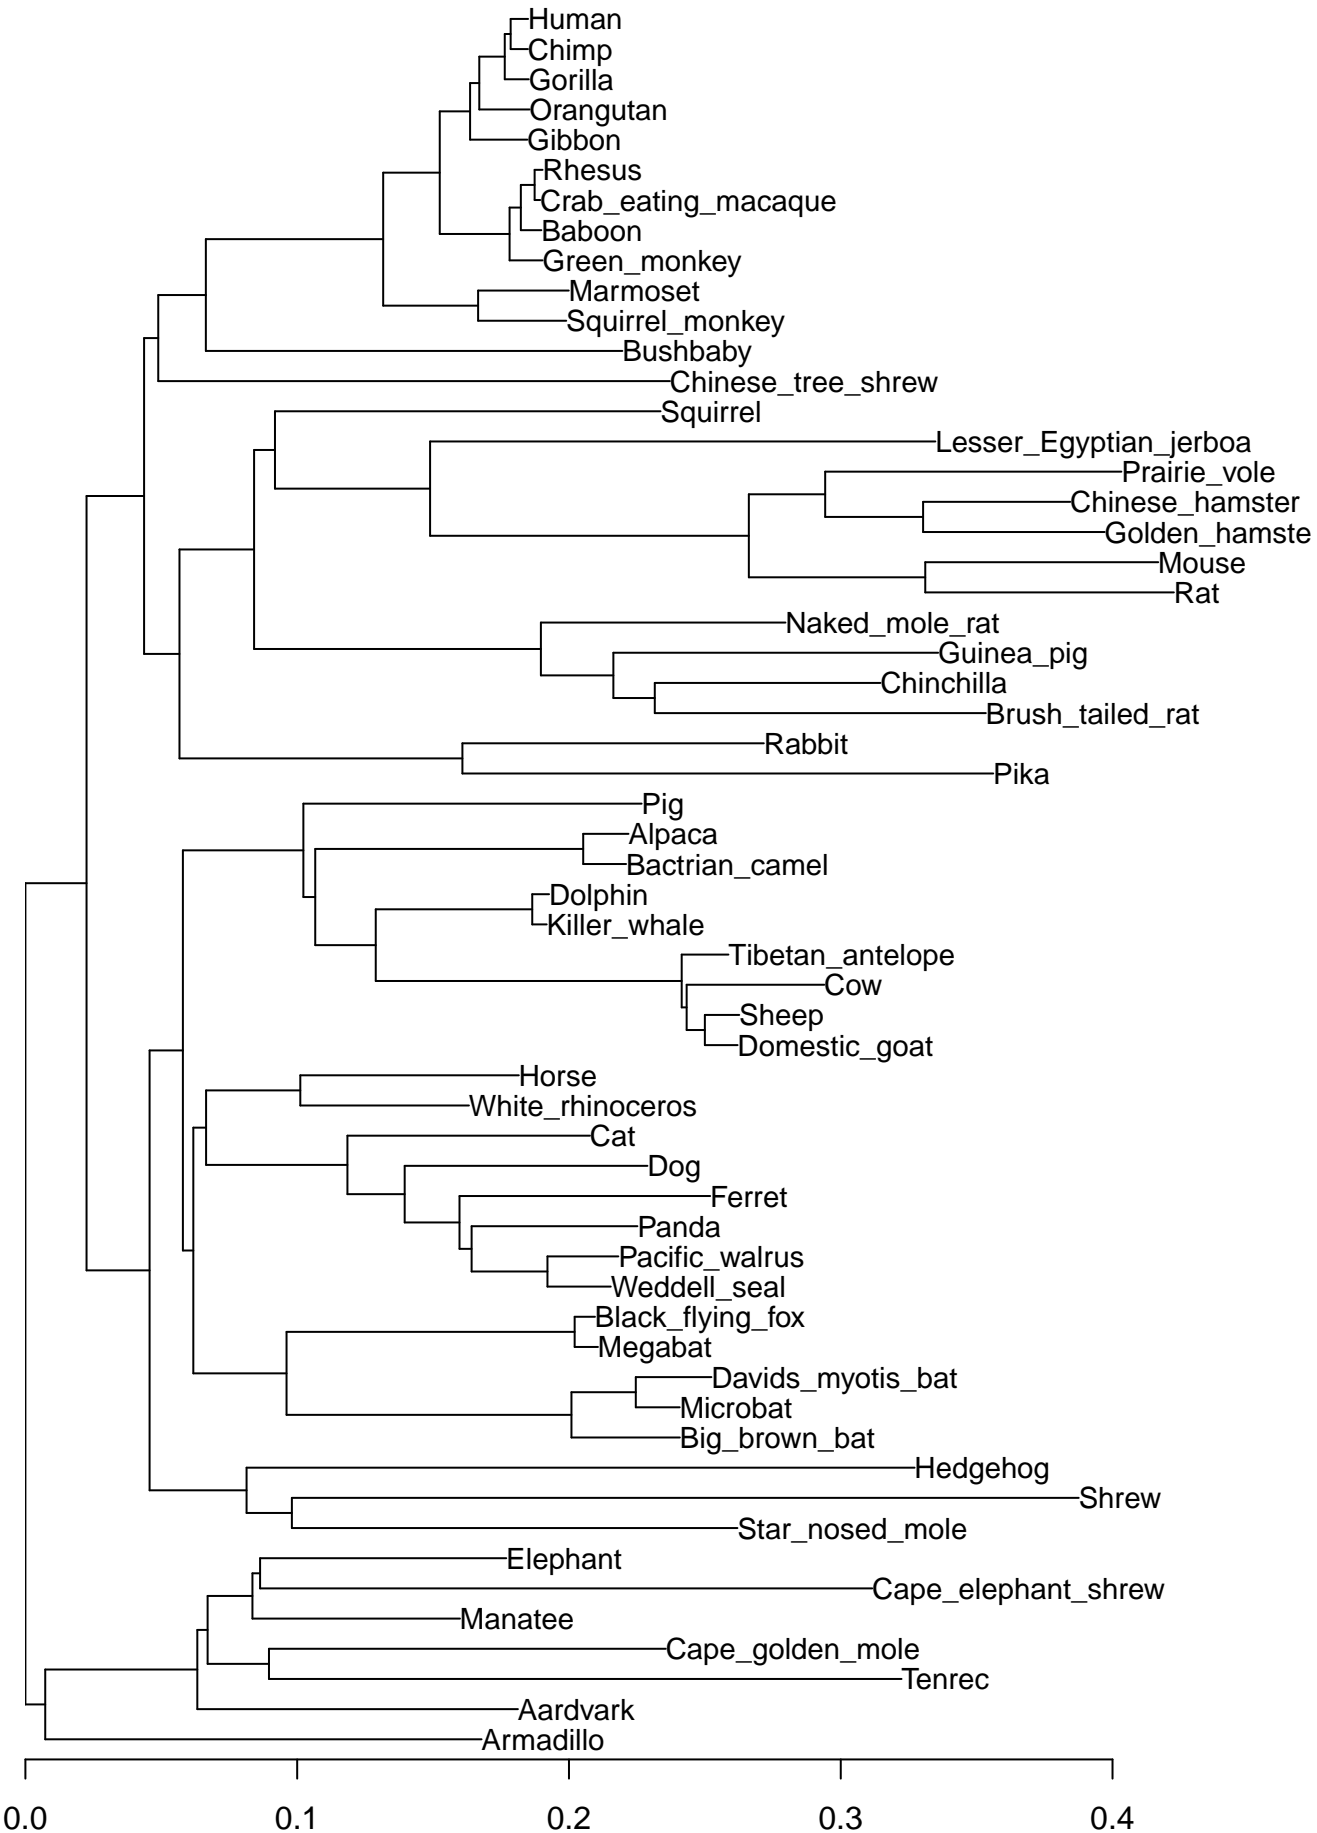 Human
Chimp
Gorilla
Orangutan
Gibbon
Rhesus
Crab_eating_macaque
Baboon
Green_monkey
Marmoset
Squirrel_monkey
Bushbaby
Chinese_tree_shrew
Squirrel
Lesser_Egyptian_jerboa
Prairie_vole
Chinese_hamster
Golden_hamste
Mouse
Rat
Naked_mole_rat
Guinea_pig
Chinchilla
Brush_tailed_rat
Rabbit
Pika
Pig
Alpaca
Bactrian_camel
Dolphin
Killer_whale
Tibetan_antelope
Cow
Sheep
Domestic_goat
Horse
White_rhinoceros
Cat
Dog
Ferret
Panda
Pacific_walrus
Weddell_seal
Black_flying_fox
Megabat
Davids_myotis_bat
Microbat
Big_brown_bat
Hedgehog
Shrew
Star_nosed_mole
Elephant
Cape_elephant_shrew
Manatee
Cape_golden_mole
Tenrec
Aardvark
Armadillo
0.0 0.1 0.2 0.3 0.4